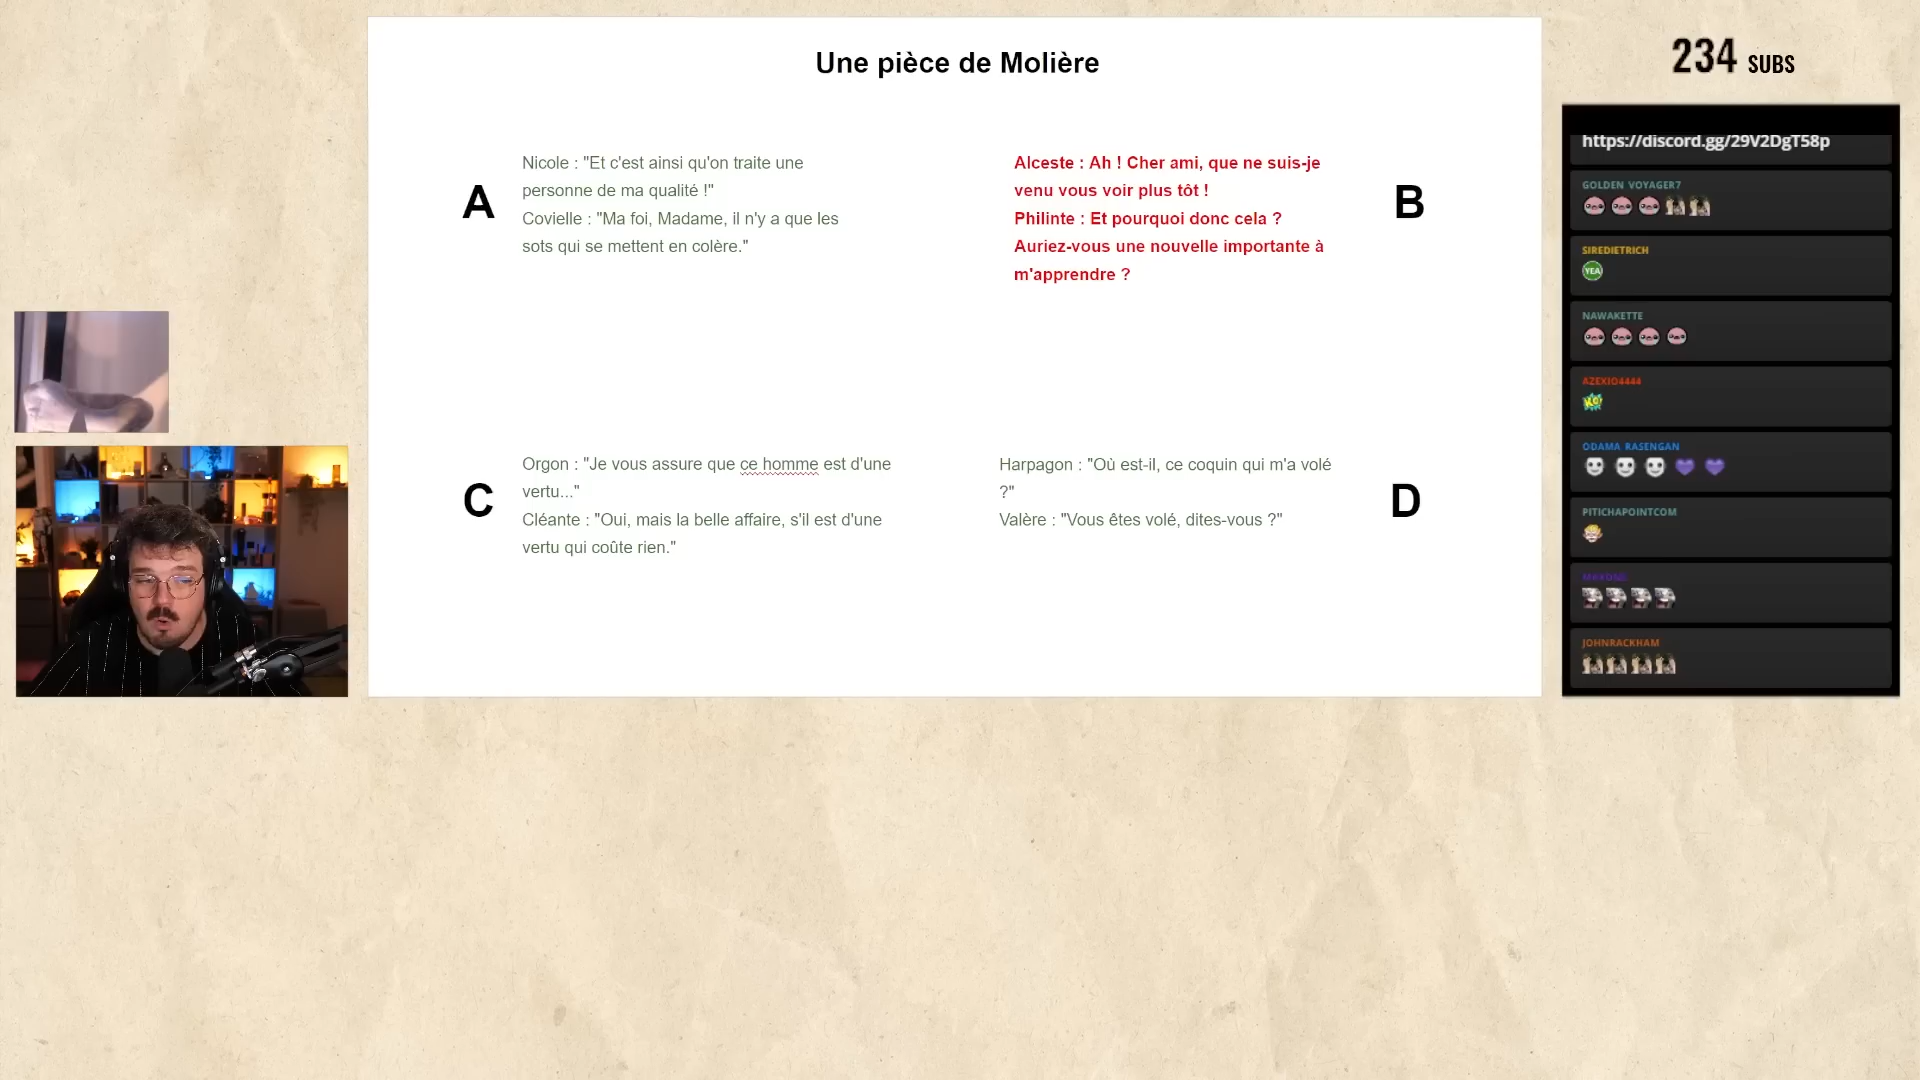 Une pièce de Molière
A
Nicole : "Et c'est ainsi qu'on traite une
personne de ma qualité !"
Covielle : "Ma foi, Madame, il n'y a que les
sots qui se mettent en colère."
Alceste : Ah ! Cher ami, que ne suis-je
venu vous voir plus tôt !
Philinte : Et pourquoi donc cela ?
Auriez-vous une nouvelle importante à
m'apprendre ?
B
C
Orgon : "Je vous assure que ce homme est d'une
vertu..."
Cléante : "Oui, mais la belle affaire, s'il est d'une
vertu qui coûte rien."
Harpagon : "Où est-il, ce coquin qui m'a volé
?"
Valère : "Vous êtes volé, dites-vous ?"
D
234 SUBS
https://discord.gg/29V2DgT58p
GOLDEN VOYAGER7
SIREDIETRICH
YEA
NAWAKETTE
AZEXIO4444
KO
ODAMA RASENGAN
PITICHAPOINTCOM
JOHNRACKHAM